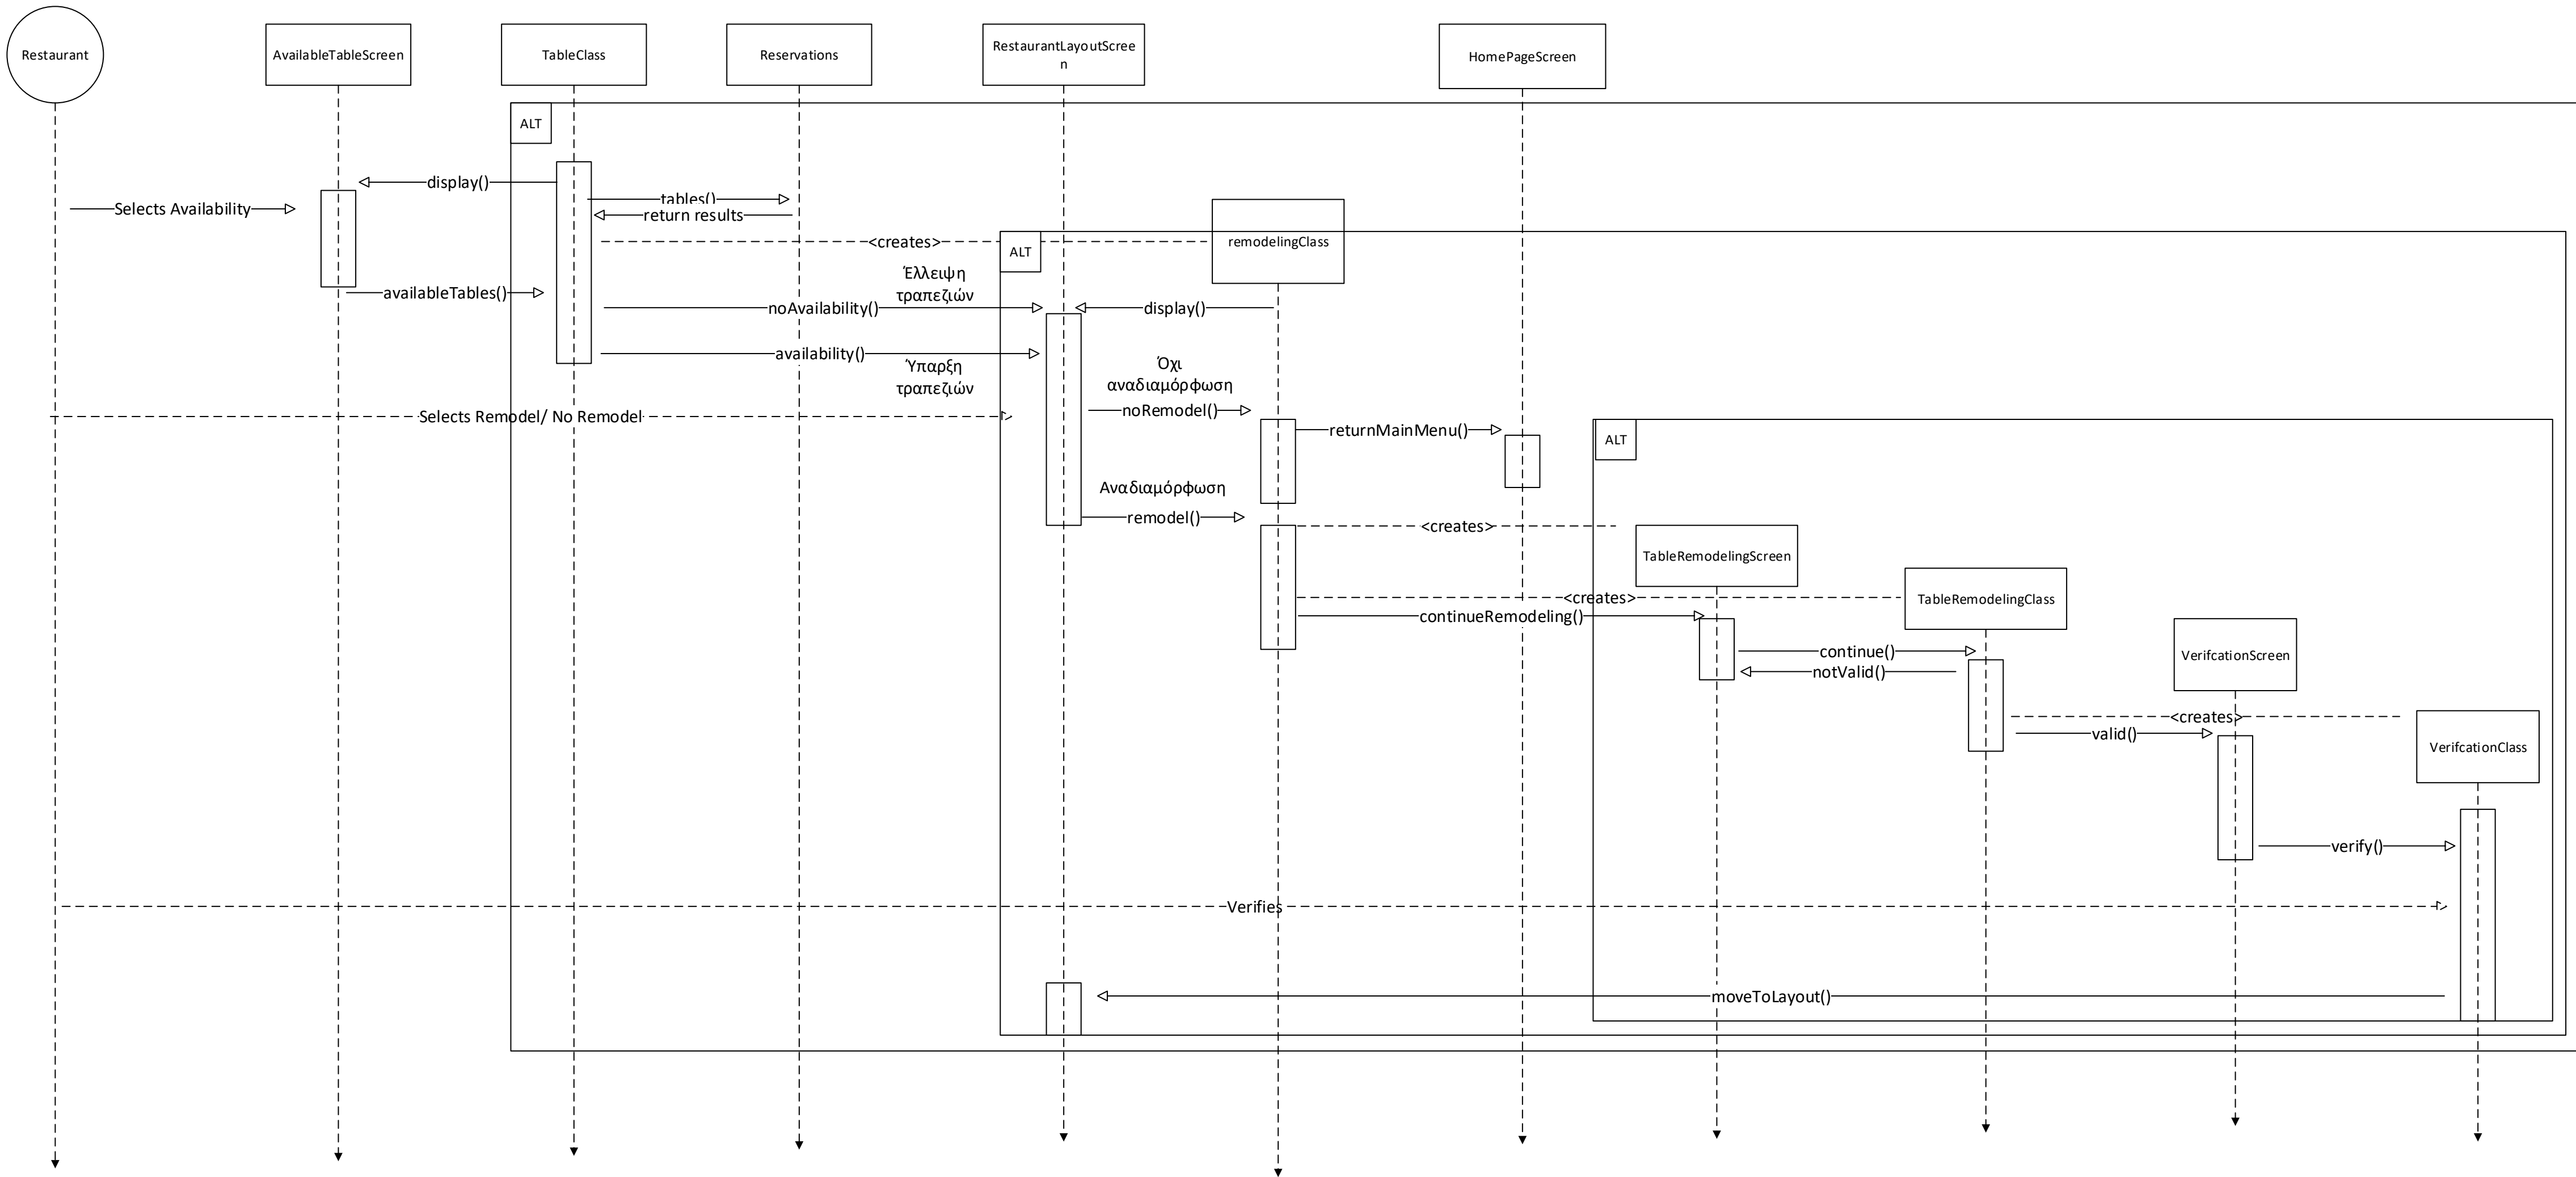 Restaurant
AvailableTableScreen
TableClass
Reservations
RestaurantLayoutScree
n
HomePageScreen
ALT
display()
tables()
Selects Availability
return results
<creates>
ALT
remodelingClass
Έλλειψη
τραπεζιών
availableTables()
noAvailability()
display()
availability()
Ύπαρξη
τραπεζιών
Όχι
αναδιαμόρφωση
noRemodel()
Selects Remodel/ No Remodel
returnMainMenu()
ALT
Αναδιαμόρφωση
remodel()
<creates>
TableRemodelingScreen
<creates>
TableRemodelingClass
continueRemodeling()
continue()
notValid()
VerifcationScreen
<creates>
valid()
VerifcationClass
verify()
Verifies
moveToLayout()